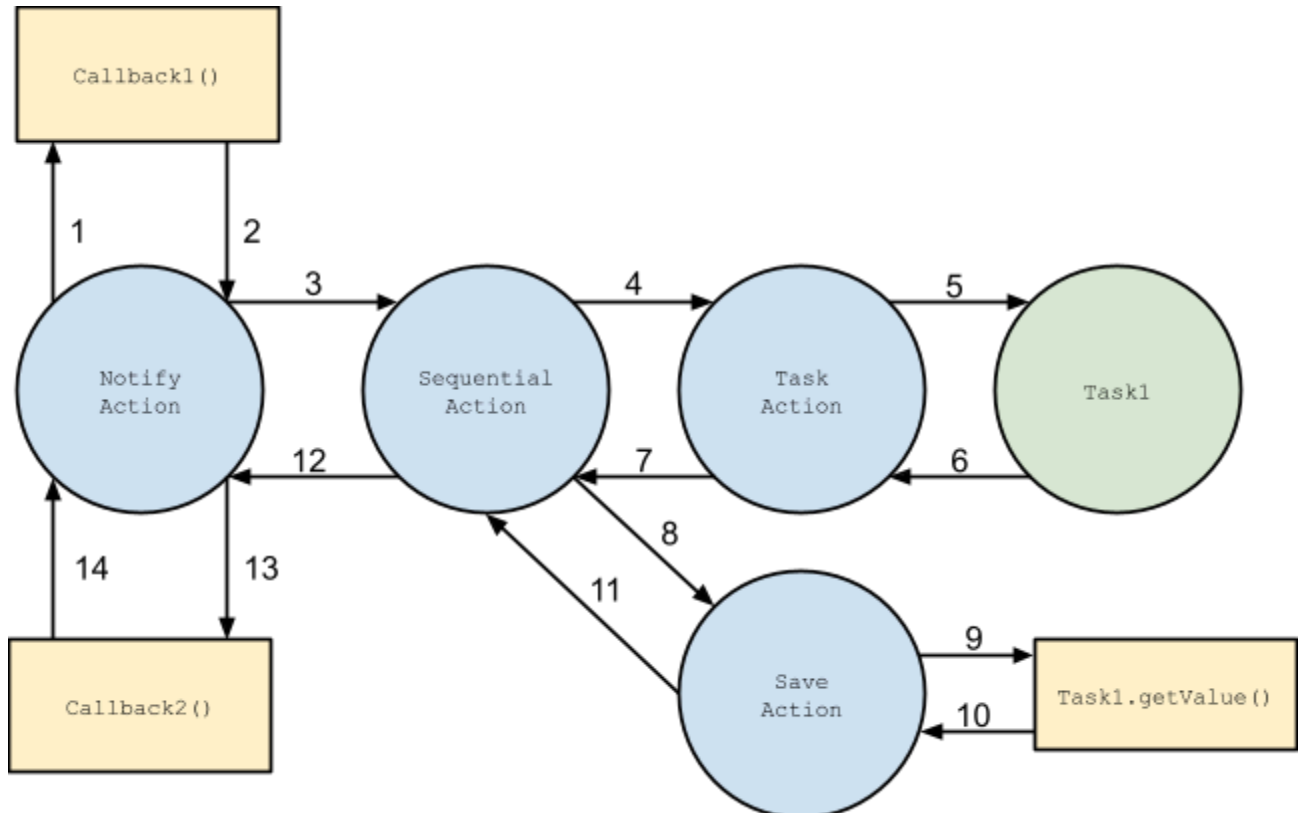 Callback1()
1
2
3
4
5
Notify
Action
Sequential
Action
Task
Action
Task1
12
7
6
14
13
8
11
9
Save
Action
Task1.getValue()
10
Callback2()